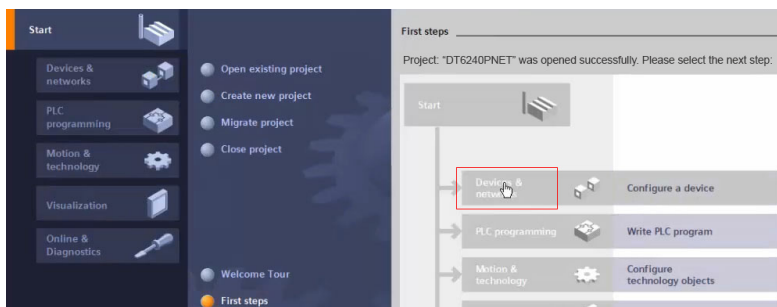 Start
Devices &
networks
PLC
programming
Motion &
technology
Visualization
Online &
Diagnostics
Open existing project
Create new project
Migrate project
Close project
Welcome Tour
First steps
First steps
Project: "DT6240PNET" was opened successfully. Please select the next step:
Start
Devices &
networks
Configure a device
PLC programming
Write PLC program
Motion &
technology
Configure
technology objects